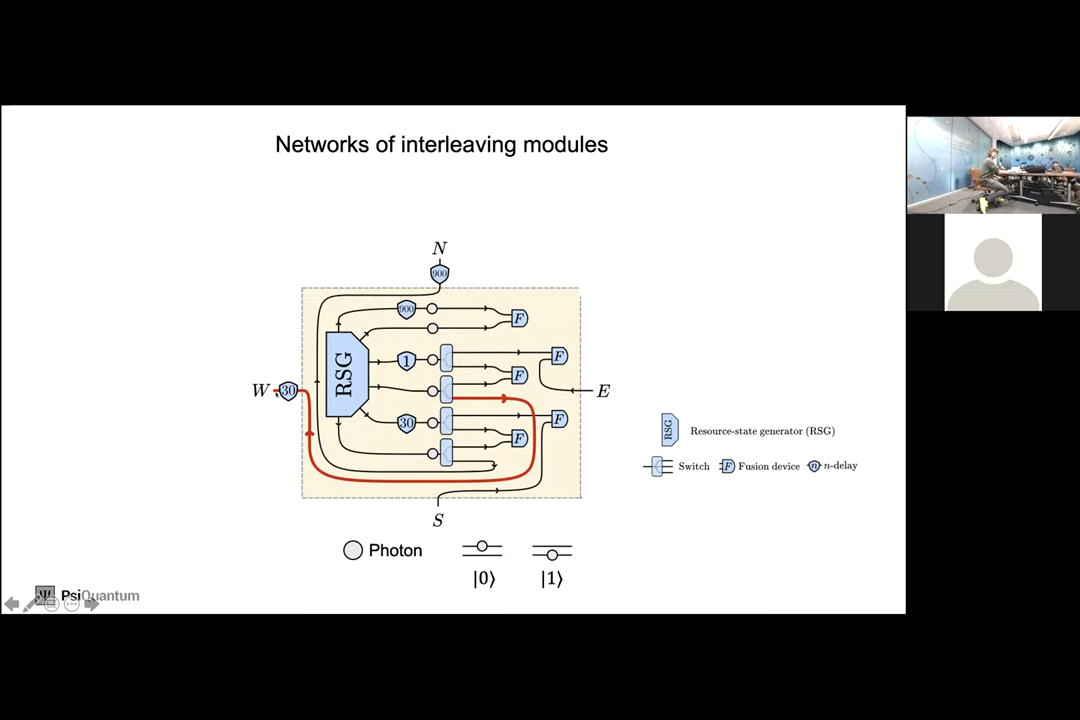 Networks of interleaving modules
N
900
900
F
RSG
1
F
F
W
30
E
30
F
F
S
RSG
Resource-state generator (RSG)
Switch
F
Fusion device
n
n-delay
Photon
|0⟩
|1⟩
Ψ PsiQuantum